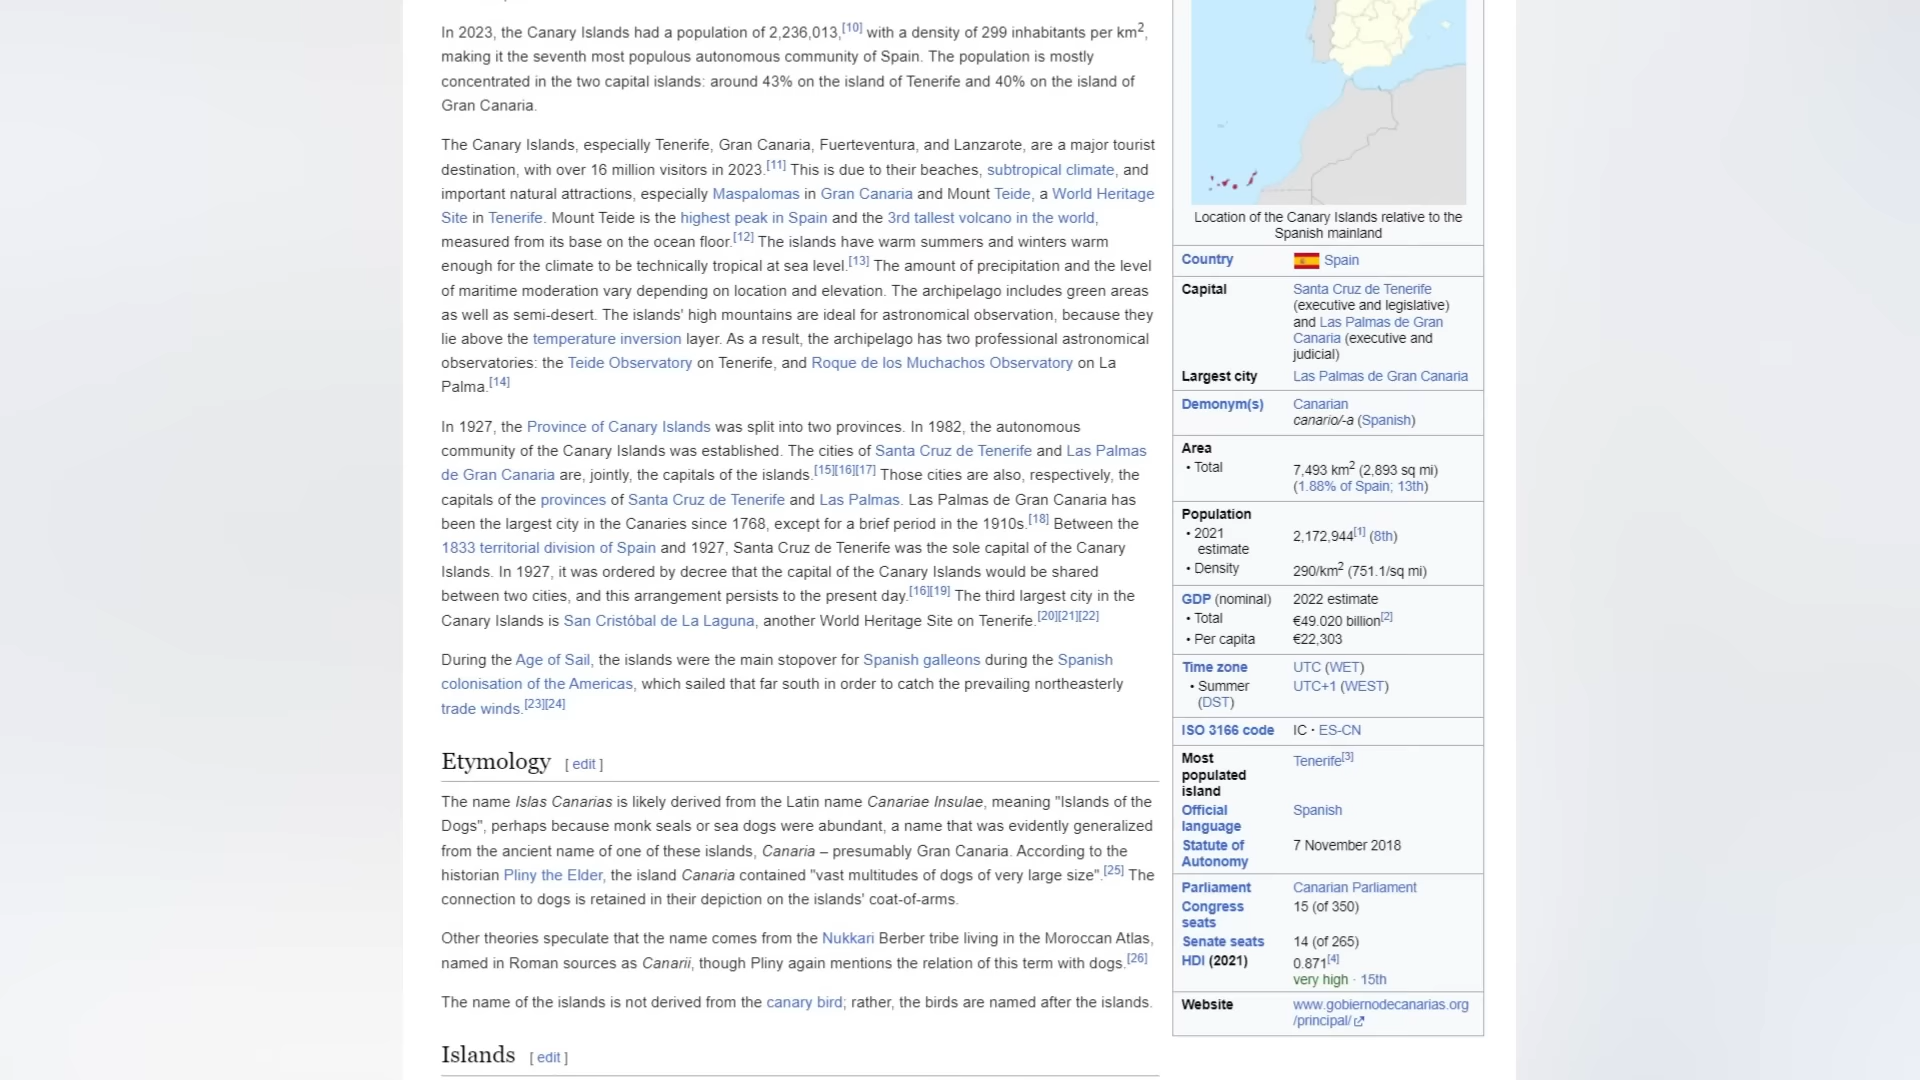 In 2023, the Canary Islands had a population of 2,236,013,[10] with a density of 299 inhabitants per km2,
making it the seventh most populous autonomous community of Spain. The population is mostly
concentrated in the two capital islands: around 43% on the island of Tenerife and 40% on the island of
Gran Canaria.
The Canary Islands, especially Tenerife, Gran Canaria, Fuerteventura, and Lanzarote, are a major tourist
destination, with over 16 million visitors in 2023.[11] This is due to their beaches, subtropical climate, and
important natural attractions, especially Maspalomas in Gran Canaria and Mount Teide, a World Heritage
Site in Tenerife. Mount Teide is the highest peak in Spain and the 3rd tallest volcano in the world,
measured from its base on the ocean floor.[12] The islands have warm summers and winters warm
enough for the climate to be technically tropical at sea level.[13] The amount of precipitation and the level
of maritime moderation vary depending on location and elevation. The archipelago includes green areas
as well as semi-desert. The islands' high mountains are ideal for astronomical observation, because they
lie above the temperature inversion layer. As a result, the archipelago has two professional astronomical
observatories: the Teide Observatory on Tenerife, and Roque de los Muchachos Observatory on La
Palma.[14]
In 1927, the Province of Canary Islands was split into two provinces. In 1982, the autonomous
community of the Canary Islands was established. The cities of Santa Cruz de Tenerife and Las Palmas
de Gran Canaria are, jointly, the capitals of the islands.[15][16][17] Those cities are also, respectively, the
capitals of the provinces of Santa Cruz de Tenerife and Las Palmas. Las Palmas de Gran Canaria has
been the largest city in the Canaries since 1768, except for a brief period in the 1910s.[18] Between the
1833 territorial division of Spain and 1927, Santa Cruz de Tenerife was the sole capital of the Canary
Islands. In 1927, it was ordered by decree that the capital of the Canary Islands would be shared
between two cities, and this arrangement persists to the present day.[16][19] The third largest city in the
Canary Islands is San Cristóbal de La Laguna, another World Heritage Site on Tenerife.[20][21][22]
During the Age of Sail, the islands were the main stopover for Spanish galleons during the Spanish
colonisation of the Americas, which sailed that far south in order to catch the prevailing northeasterly
trade winds.[23][24]
Etymology [ edit ]
The name Islas Canarias is likely derived from the Latin name Canariae Insulae, meaning "Islands of the
Dogs", perhaps because monk seals or sea dogs were abundant, a name that was evidently generalized
from the ancient name of one of these islands, Canaria – presumably Gran Canaria. According to the
historian Pliny the Elder, the island Canaria contained "vast multitudes of dogs of very large size".[25] The
connection to dogs is retained in their depiction on the islands' coat-of-arms.
Other theories speculate that the name comes from the Nukkari Berber tribe living in the Moroccan Atlas,
named in Roman sources as Canarii, though Pliny again mentions the relation of this term with dogs.[26]
The name of the islands is not derived from the canary bird; rather, the birds are named after the islands.
Islands [ edit ]
Location of the Canary Islands relative to the
Spanish mainland
Country Spain
Capital Santa Cruz de Tenerife
(executive and legislative)
and Las Palmas de Gran
Canaria (executive and
judicial)
Largest city Las Palmas de Gran Canaria
Demonym(s) Canarian
canario/-a (Spanish)
Area
• Total 7,493 km2 (2,893 sq mi)
(1.88% of Spain; 13th)
Population
• 2021
estimate 2,172,944[1] (8th)
• Density 290/km2 (751.1/sq mi)
GDP (nominal) 2022 estimate
• Total €49.020 billion[2]
• Per capita €22,303
Time zone UTC (WET)
• Summer UTC+1 (WEST)
(DST)
ISO 3166 code IC · ES-CN
Most Tenerife[3]
populated
island
Official Spanish
language
Statute of 7 November 2018
Autonomy
Parliament Canarian Parliament
Congress 15 (of 350)
seats
Senate seats 14 (of 265)
HDI (2021) 0.871[4]
very high · 15th
Website www.gobiernodecanarias.org
/principal/